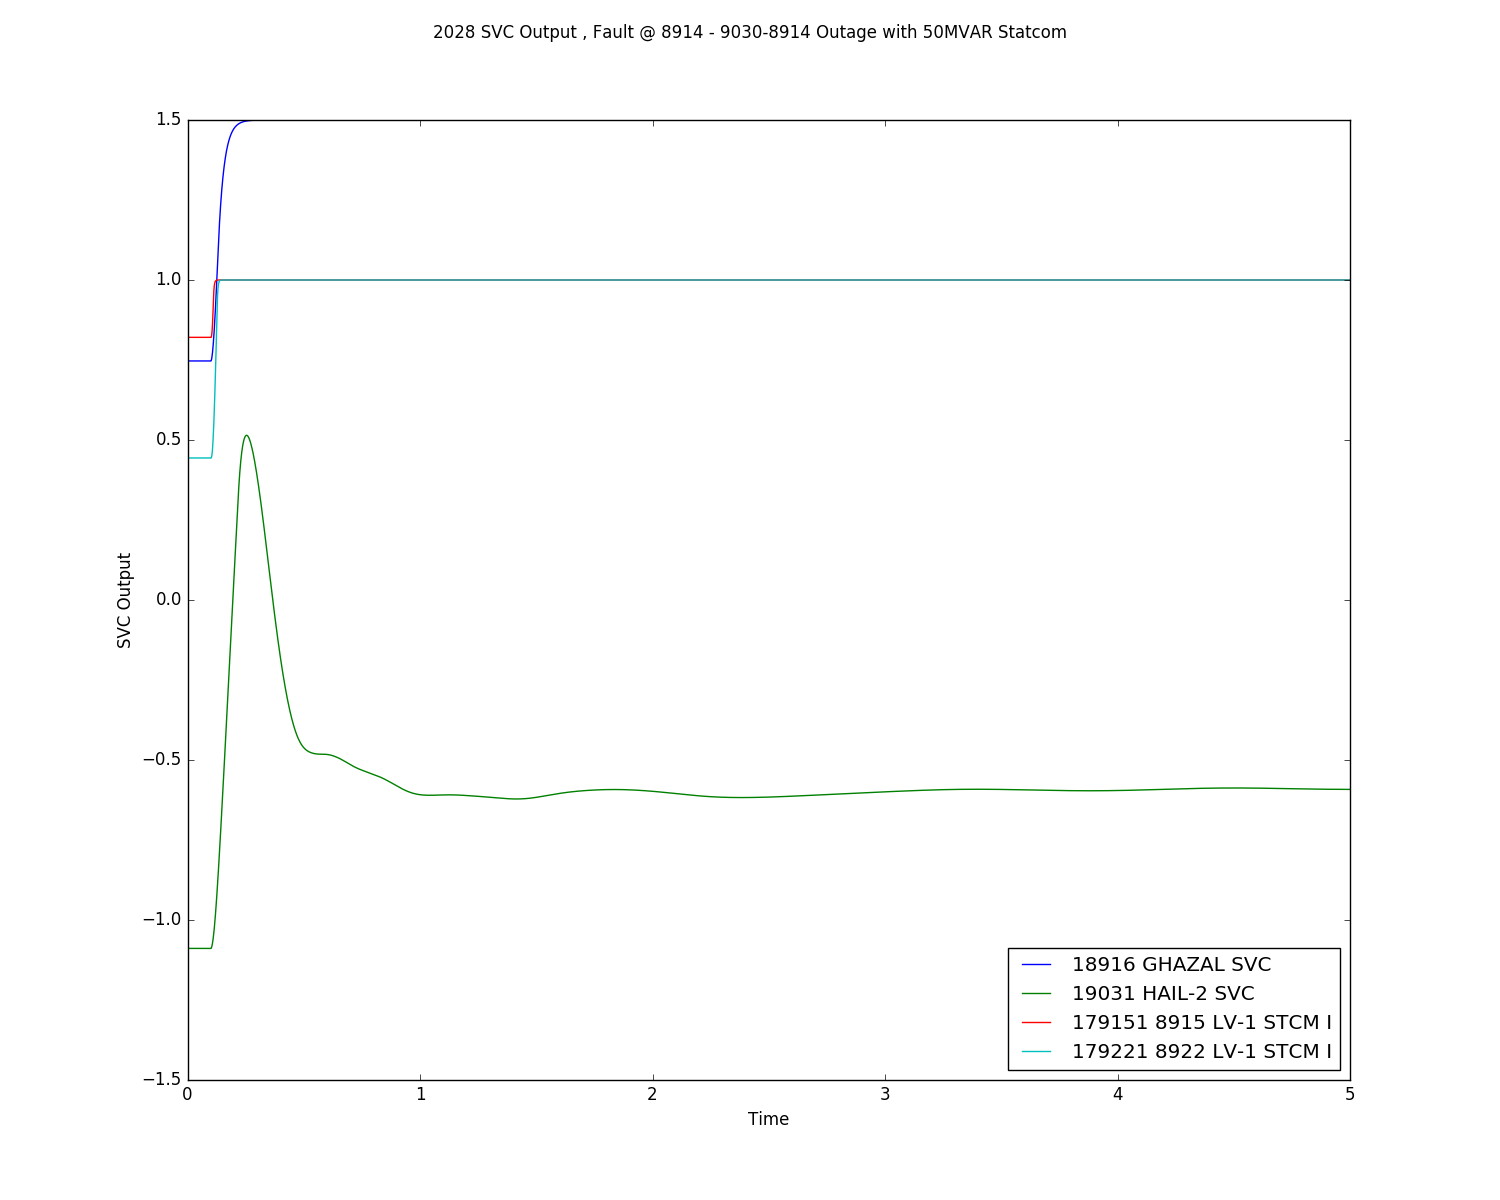 2028 SVC Output , Fault @ 8914 - 9030-8914 Outage with 50MVAR Statcom
1.5
1.0
0.5
0.0
−0.5
−1.0
−1.5
SVC Output
0 1 2 3 4 5
Time
18916 GHAZAL SVC
19031 HAIL-2 SVC
179151 8915 LV-1 STCM I
179221 8922 LV-1 STCM I